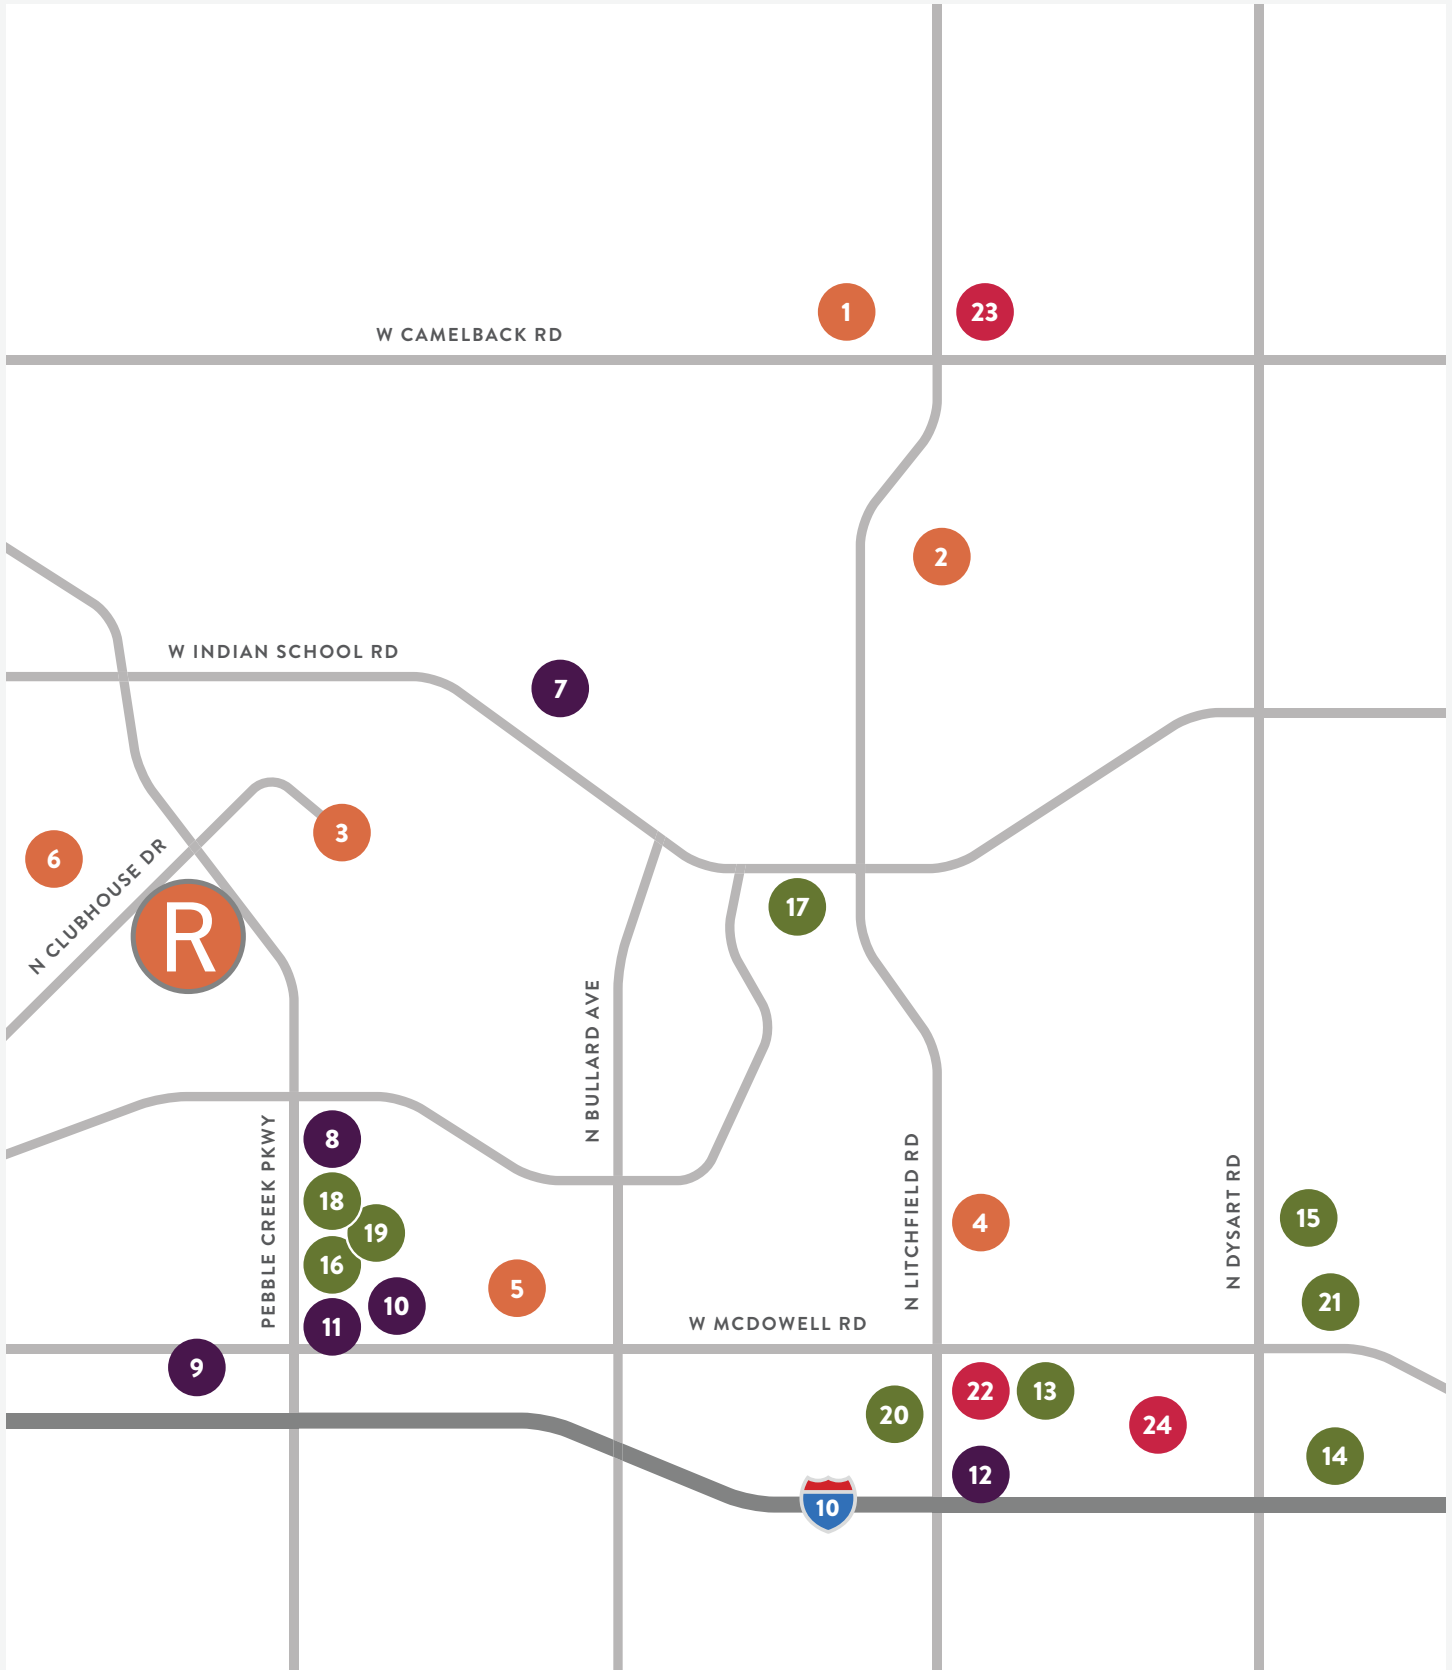 1
23
W CAMELBACK RD
2
W INDIAN SCHOOL RD
7
3
6
N CLUBHOUSE DR
R
17
N BULLARD AVE
8
PEBBLE CREEK PKWY
18
19
16
10
11
5
N LITCHFIELD RD
4
N DYSART RD
15
21
W MCDOWELL RD
9
22
13
20
24
14
12
10